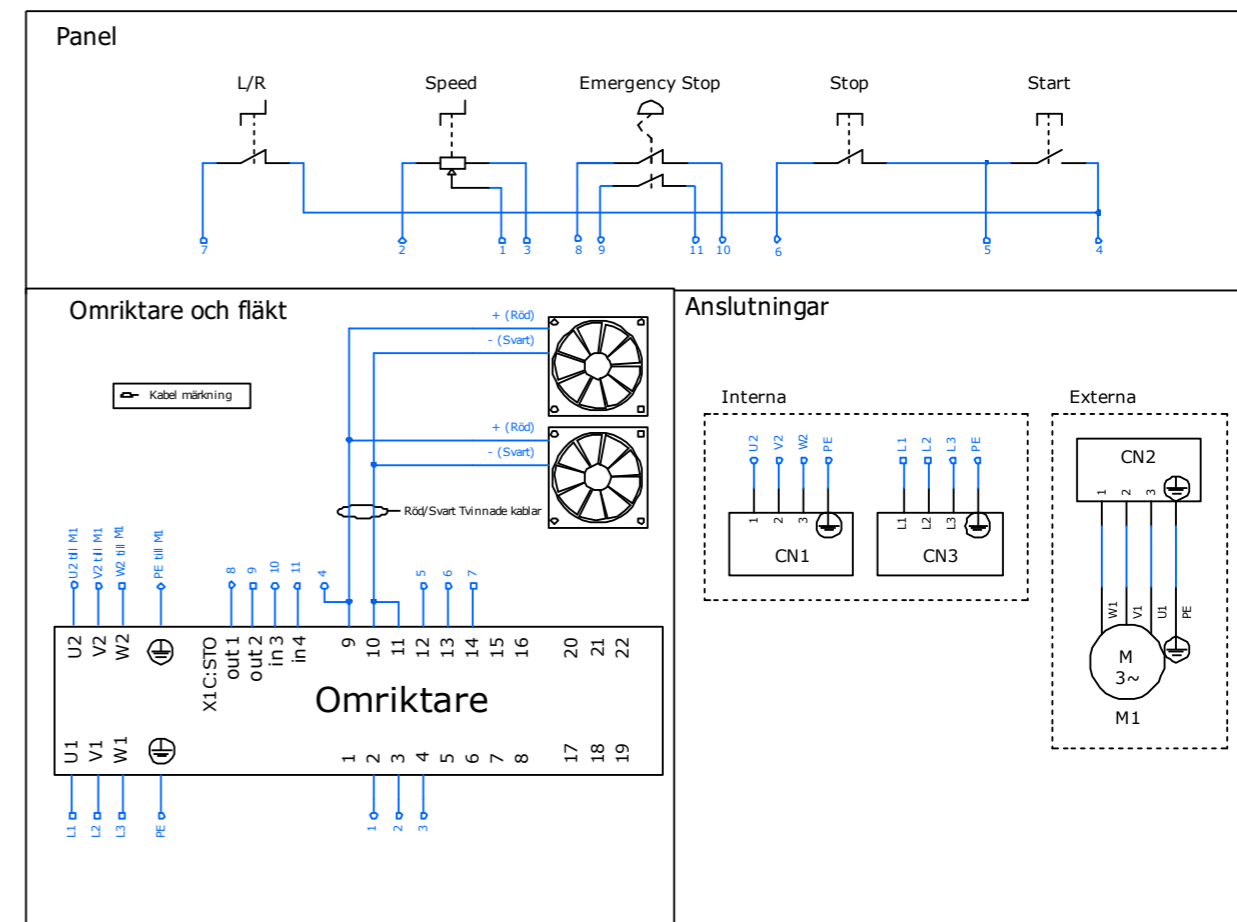 Panel
L/R Speed Emergency Stop Stop Start
7 2 1 3 8 9 11 10 6 5 4
Omriktare och fläkt
+ (Röd)
- (Svart)
Kabel märkning
+ (Röd)
- (Svart)
Röd/Svart Tvinnade kablar
U2 till M1 V2 till M1 W2 till M1 PE till M1 8 9 10 11 4 5 6 7
U2 V2 W2 X1C:STO out 1 out 2 in 3 in 4 9 10 11 12 13 14 15 16 20 21 22
Omriktare
U1 V1 W1 1 2 3 4 5 6 7 8 17 18 19
L1 L2 L3 PE 1 2 3
Anslutningar
Interna
U2 V2 W2 PE L1 L2 L3 PE
1 2 3 L1 L2 L3
CN1 CN3
Externa
CN2
1 2 3
W1 V1 U1 PE
M
3~
M1